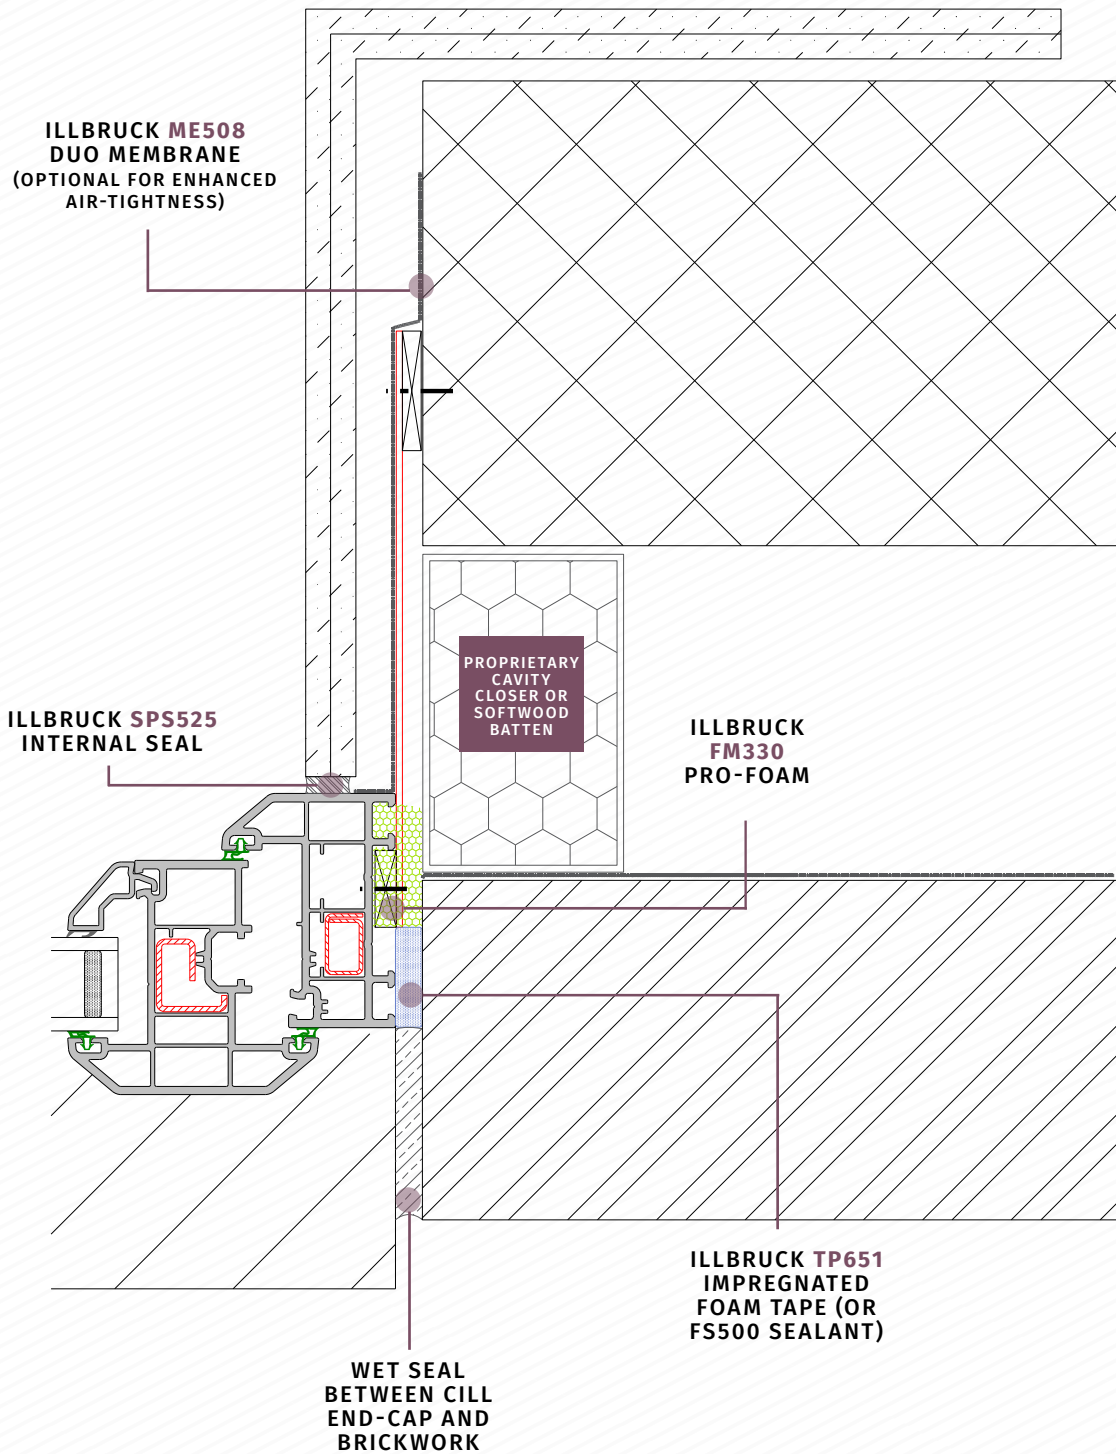 ILLBRUCK ME508
DUO MEMBRANE
(OPTIONAL FOR ENHANCED
AIR-TIGHTNESS)
PROPRIETARY
CAVITY
CLOSER OR
SOFTWOOD
BATTEN
ILLBRUCK SPS525
INTERNAL SEAL
ILLBRUCK
FM330
PRO-FOAM
ILLBRUCK TP651
IMPREGNATED
FOAM TAPE (OR
FS500 SEALANT)
WET SEAL
BETWEEN CILL
END-CAP AND
BRICKWORK